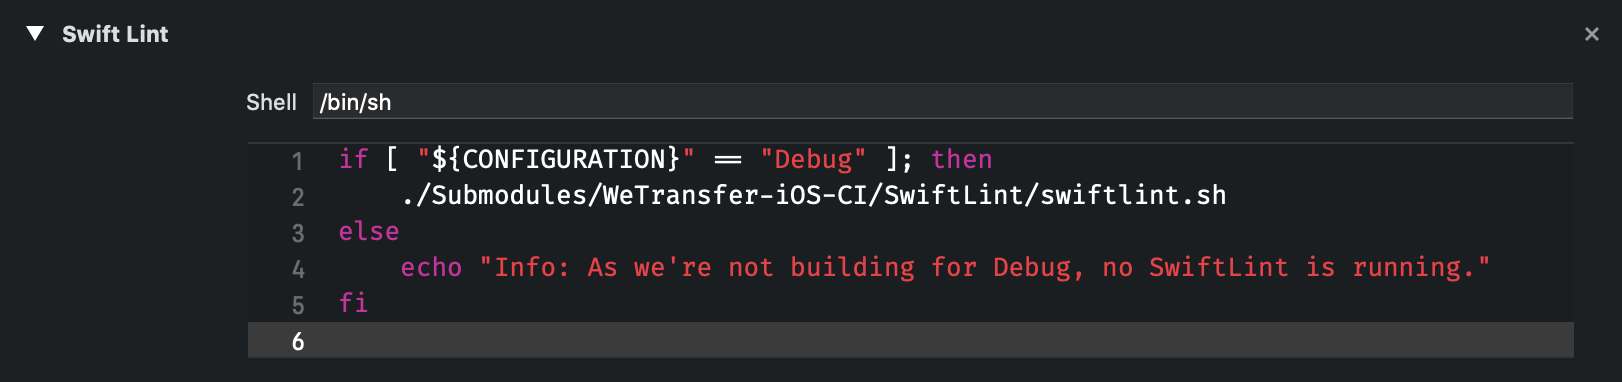 ▼ Swift Lint ×
Shell /bin/sh
1 if [ "${CONFIGURATION}" == "Debug" ]; then
2 ./Submodules/WeTransfer-iOS-CI/SwiftLint/swiftlint.sh
3 else
4 echo "Info: As we're not building for Debug, no SwiftLint is running."
5 fi
6